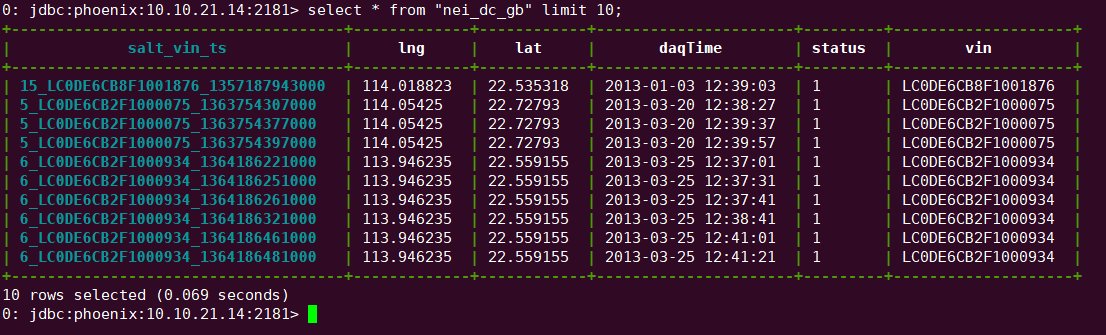 0: jdbc:phoenix:10.10.21.14:2181> select * from "nei_dc_gb" limit 10;
+-------------------------------------+--------------+------------+----------------------+---------+--------------------+
| salt_vin_ts | lng | lat | daqTime | status | vin |
+-------------------------------------+--------------+------------+----------------------+---------+--------------------+
| 15_LC0DE6CB8F1001876_1357187943000 | 114.018823 | 22.535318 | 2013-01-03 12:39:03 | 1 | LC0DE6CB8F1001876 |
| 5_LC0DE6CB2F1000075_1363754307000 | 114.05425 | 22.72793 | 2013-03-20 12:38:27 | 1 | LC0DE6CB2F1000075 |
| 5_LC0DE6CB2F1000075_1363754377000 | 114.05425 | 22.72793 | 2013-03-20 12:39:37 | 1 | LC0DE6CB2F1000075 |
| 5_LC0DE6CB2F1000075_1363754397000 | 114.05425 | 22.72793 | 2013-03-20 12:39:57 | 1 | LC0DE6CB2F1000075 |
| 6_LC0DE6CB2F1000934_1364186221000 | 113.946235 | 22.559155 | 2013-03-25 12:37:01 | 1 | LC0DE6CB2F1000934 |
| 6_LC0DE6CB2F1000934_1364186251000 | 113.946235 | 22.559155 | 2013-03-25 12:37:31 | 1 | LC0DE6CB2F1000934 |
| 6_LC0DE6CB2F1000934_1364186261000 | 113.946235 | 22.559155 | 2013-03-25 12:37:41 | 1 | LC0DE6CB2F1000934 |
| 6_LC0DE6CB2F1000934_1364186321000 | 113.946235 | 22.559155 | 2013-03-25 12:38:41 | 1 | LC0DE6CB2F1000934 |
| 6_LC0DE6CB2F1000934_1364186461000 | 113.946235 | 22.559155 | 2013-03-25 12:41:01 | 1 | LC0DE6CB2F1000934 |
| 6_LC0DE6CB2F1000934_1364186481000 | 113.946235 | 22.559155 | 2013-03-25 12:41:21 | 1 | LC0DE6CB2F1000934 |
+-------------------------------------+--------------+------------+----------------------+---------+--------------------+
10 rows selected (0.069 seconds)
0: jdbc:phoenix:10.10.21.14:2181>